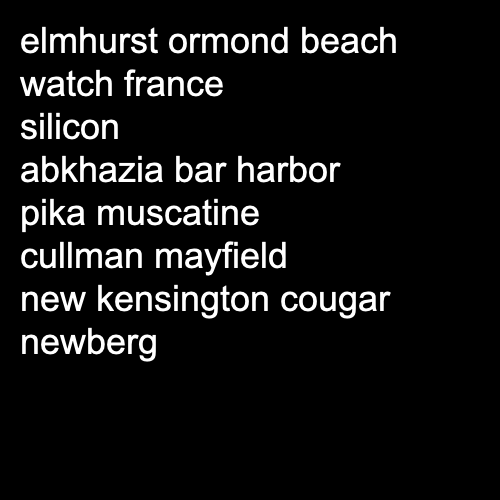 elmhurst ormond beach
watch france
silicon
abkhazia bar harbor
pika muscatine
cullman mayfield
new kensington cougar
newberg